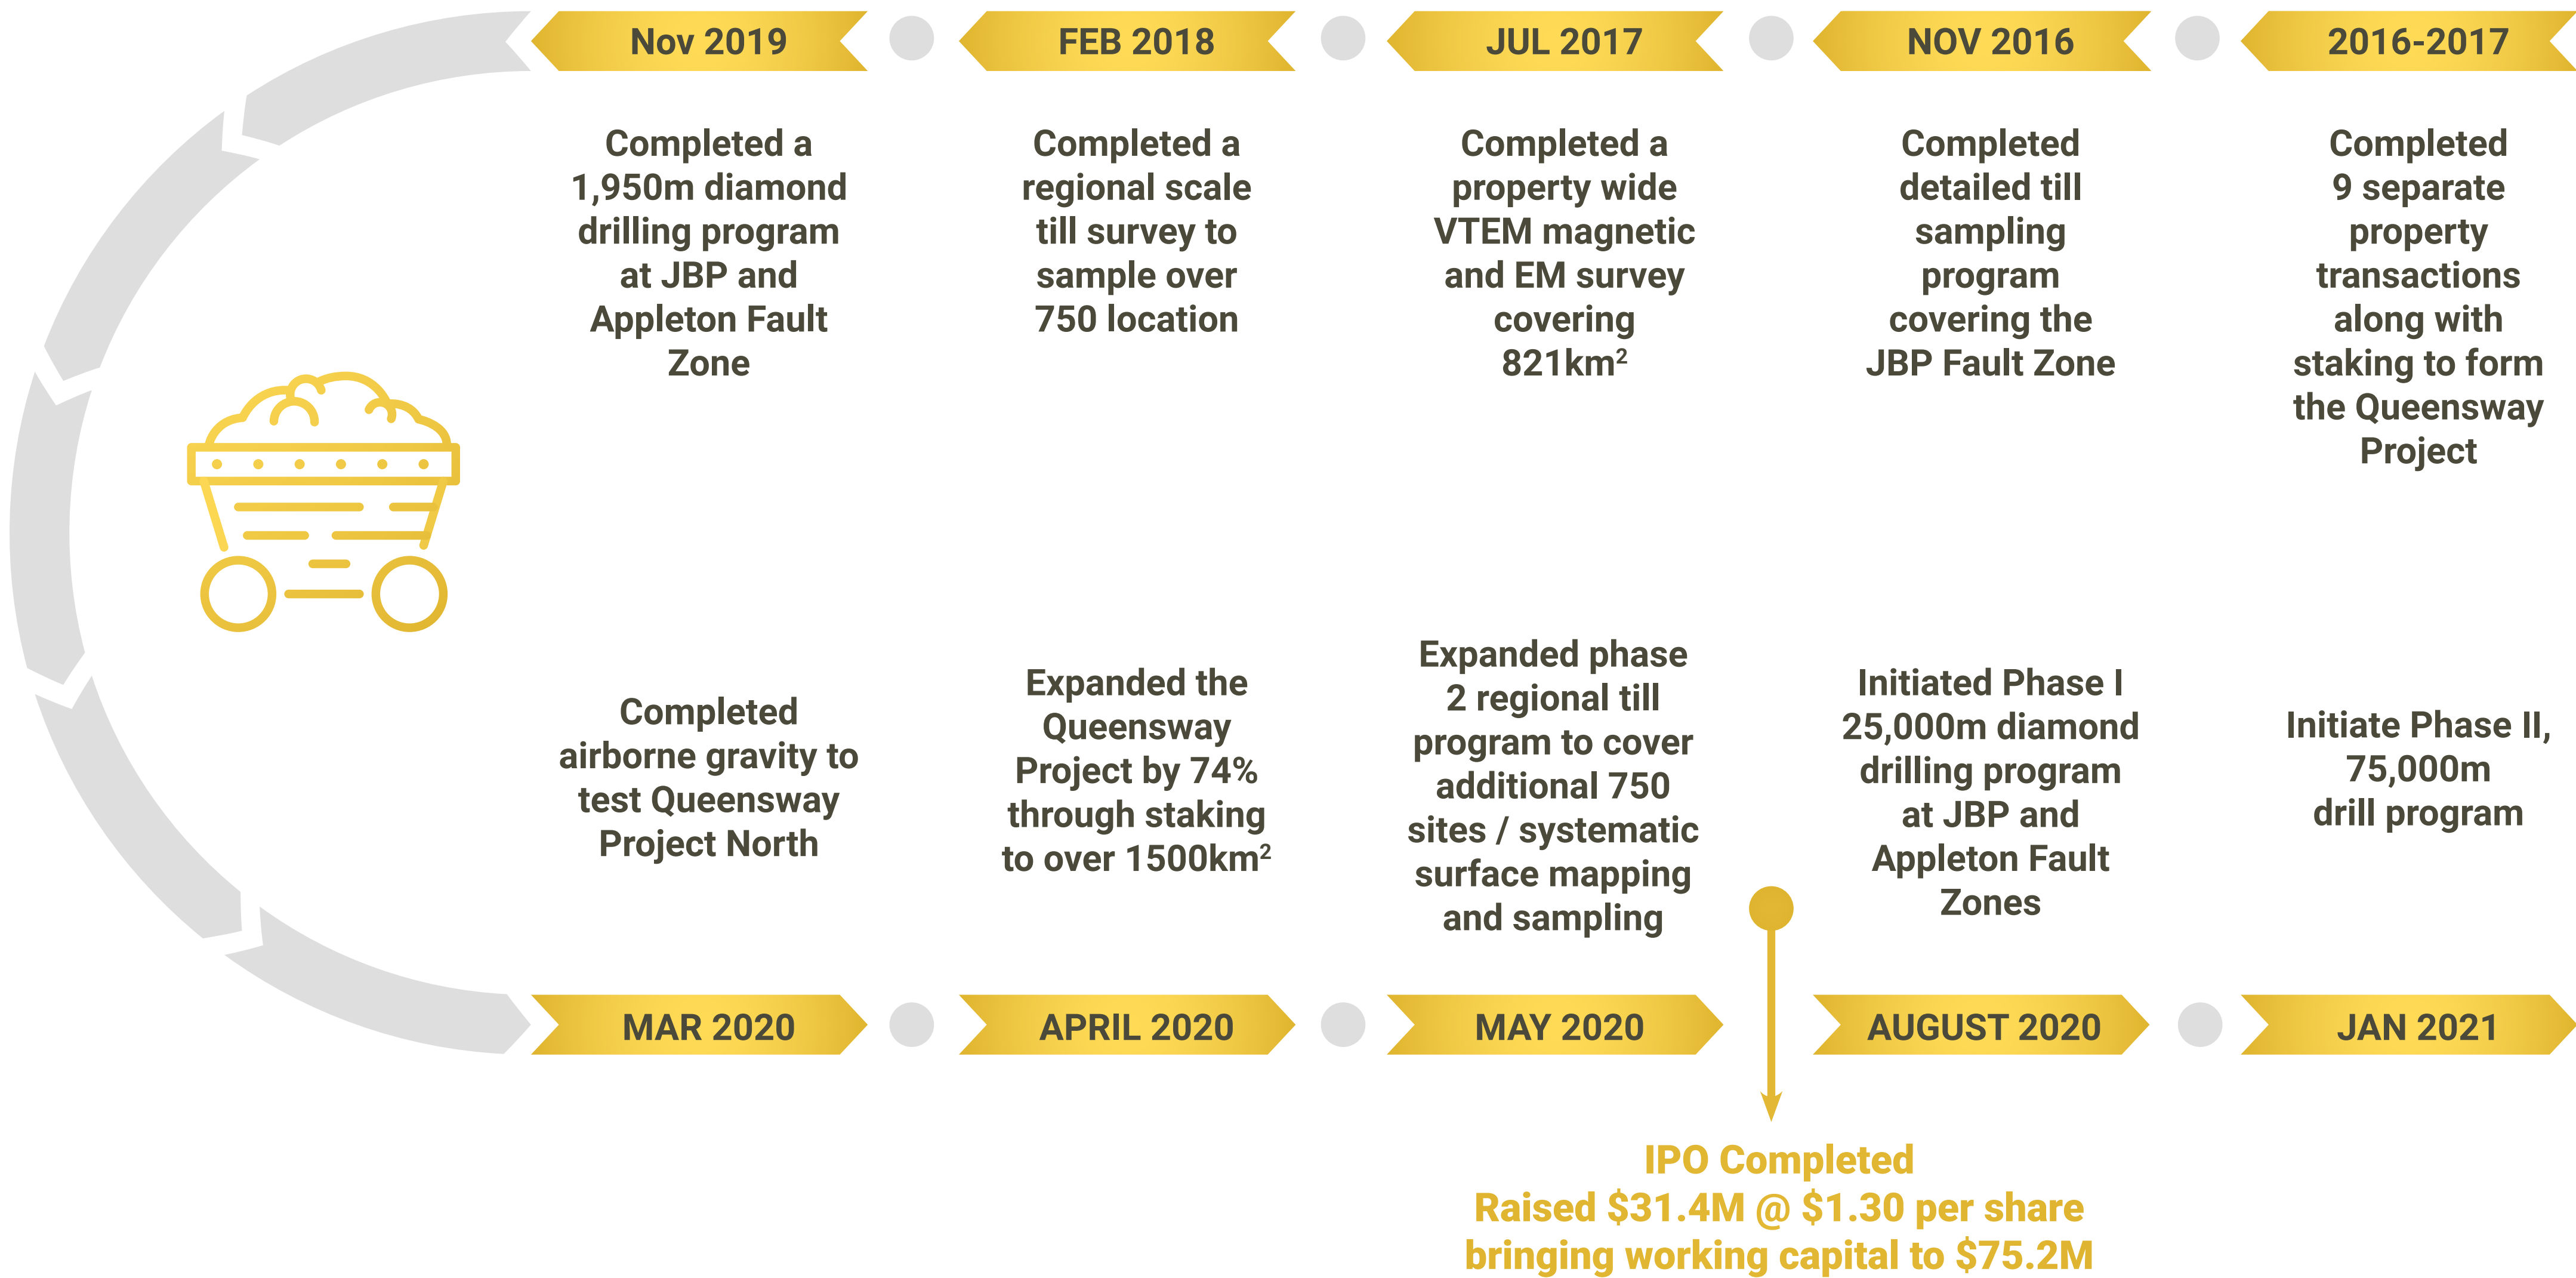 Nov 2019
FEB 2018
JUL 2017
NOV 2016
2016-2017
Completed a
1,950m diamond
drilling program
at JBP and
Appleton Fault
Zone
Completed a
regional scale
till survey to
sample over
750 location
Completed a
property wide
VTEM magnetic
and EM survey
covering
821km²
Completed
detailed till
sampling
program
covering the
JBP Fault Zone
Completed
9 separate
property
transactions
along with
staking to form
the Queensway
Project
Completed
airborne gravity to
test Queensway
Project North
Expanded the
Queensway
Project by 74%
through staking
to over 1500km²
Expanded phase
2 regional till
program to cover
additional 750
sites / systematic
surface mapping
and sampling
Initiated Phase I
25,000m diamond
drilling program
at JBP and
Appleton Fault
Zones
Initiate Phase II,
75,000m
drill program
MAR 2020
APRIL 2020
MAY 2020
AUGUST 2020
JAN 2021
IPO Completed
Raised $31.4M @ $1.30 per share
bringing working capital to $75.2M